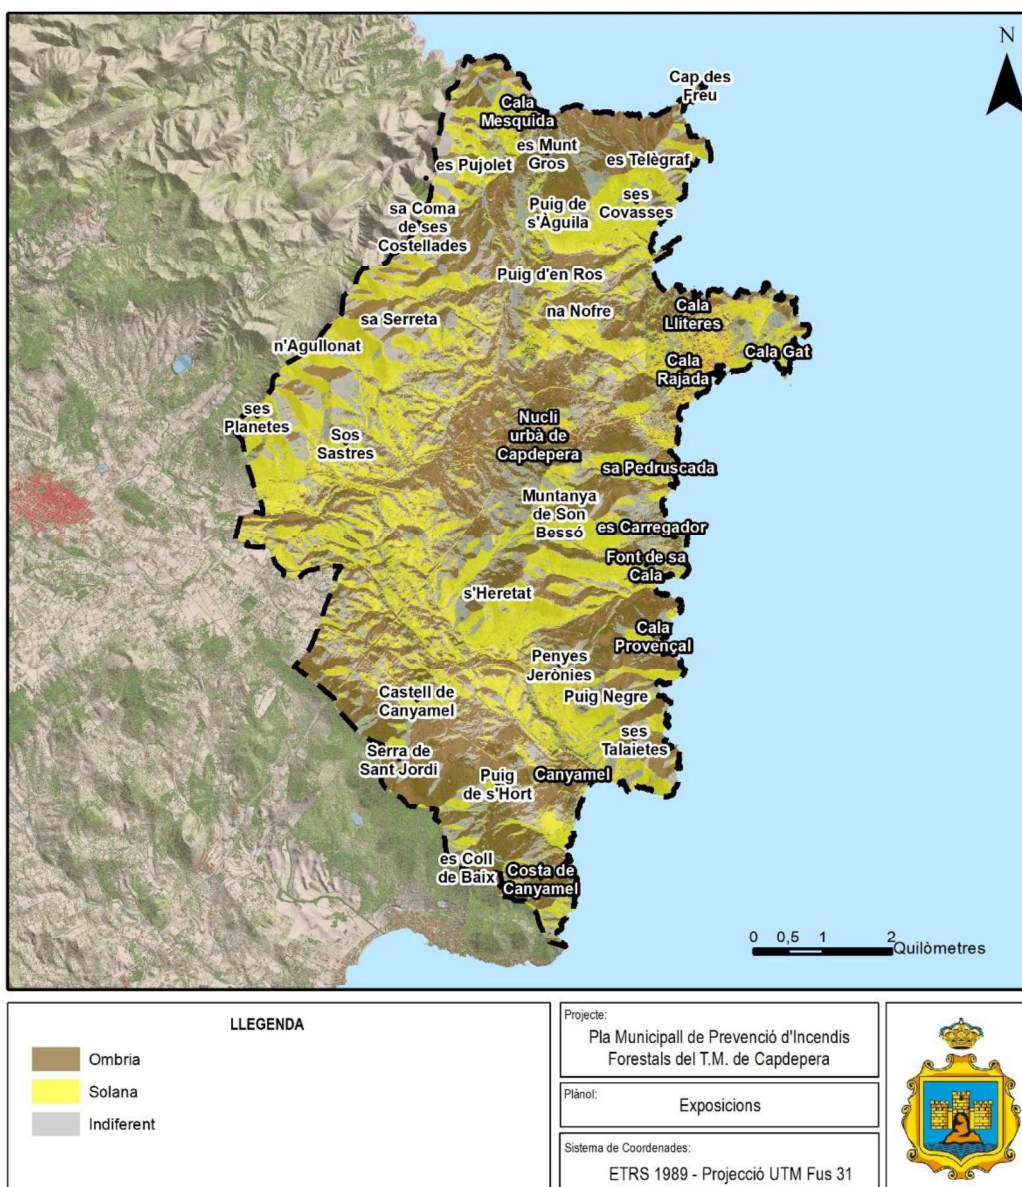 N
Cap des
Freu
Cala
Mesquida
es Munt
Gros
es Pujolet
es Telègraf
ses
Covasses
sa Coma
de ses
Costellades
Puig de
s'Àguila
Puig d'en Ros
Cala
Lliteres
sa Serreta
na Nofre
n'Agullonat
Cala Gat
Cala
Rajada
ses
Planetes
Sos
Sastres
Nucli
urbà de
Capdepera
sa Pedruscada
Muntanya
de Son
Bessó
es Carregador
Font de sa
Cala
s'Heretat
Cala
Provençal
Penyes
Jerònies
Castell de
Canyamel
Puig Negre
ses
Talaietes
Serra de
Sant Jordi
Puig
de s'Hort
Canyamel
es Coll
de Baix
Costa de
Canyamel
0 0,5 1 2
Quilòmetres
LLEGENDA
Ombria
Solana
Indiferent
Projecte:
Pla Municipall de Prevenció d'Incendis
Forestals del T.M. de Capdepera
Plànol:
Exposicions
Sistema de Coordenades:
ETRS 1989 - Projecció UTM Fus 31